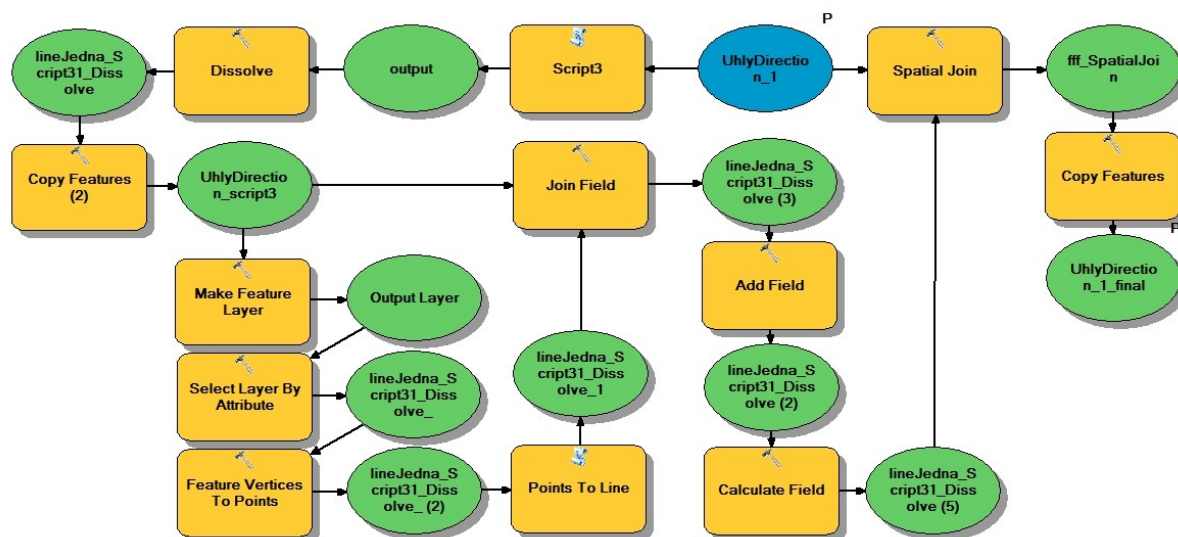 P
lineJedna_S
cript31_Diss
olve
Dissolve
output
Script3
UhlyDirectio
n_1
Spatial Join
fff_SpatialJoi
n
Copy Features
(2)
UhlyDirectio
n_script3
Join Field
lineJedna_S
cript31_Diss
olve (3)
Copy Features
P
Make Feature
Layer
Output Layer
Add Field
UhlyDirectio
n_1_final
Select Layer By
Attribute
lineJedna_S
cript31_Diss
olve_
lineJedna_S
cript31_Diss
olve_1
lineJedna_S
cript31_Diss
olve (2)
Feature Vertices
To Points
lineJedna_S
cript31_Diss
olve_ (2)
Points To Line
Calculate Field
lineJedna_S
cript31_Diss
olve (5)